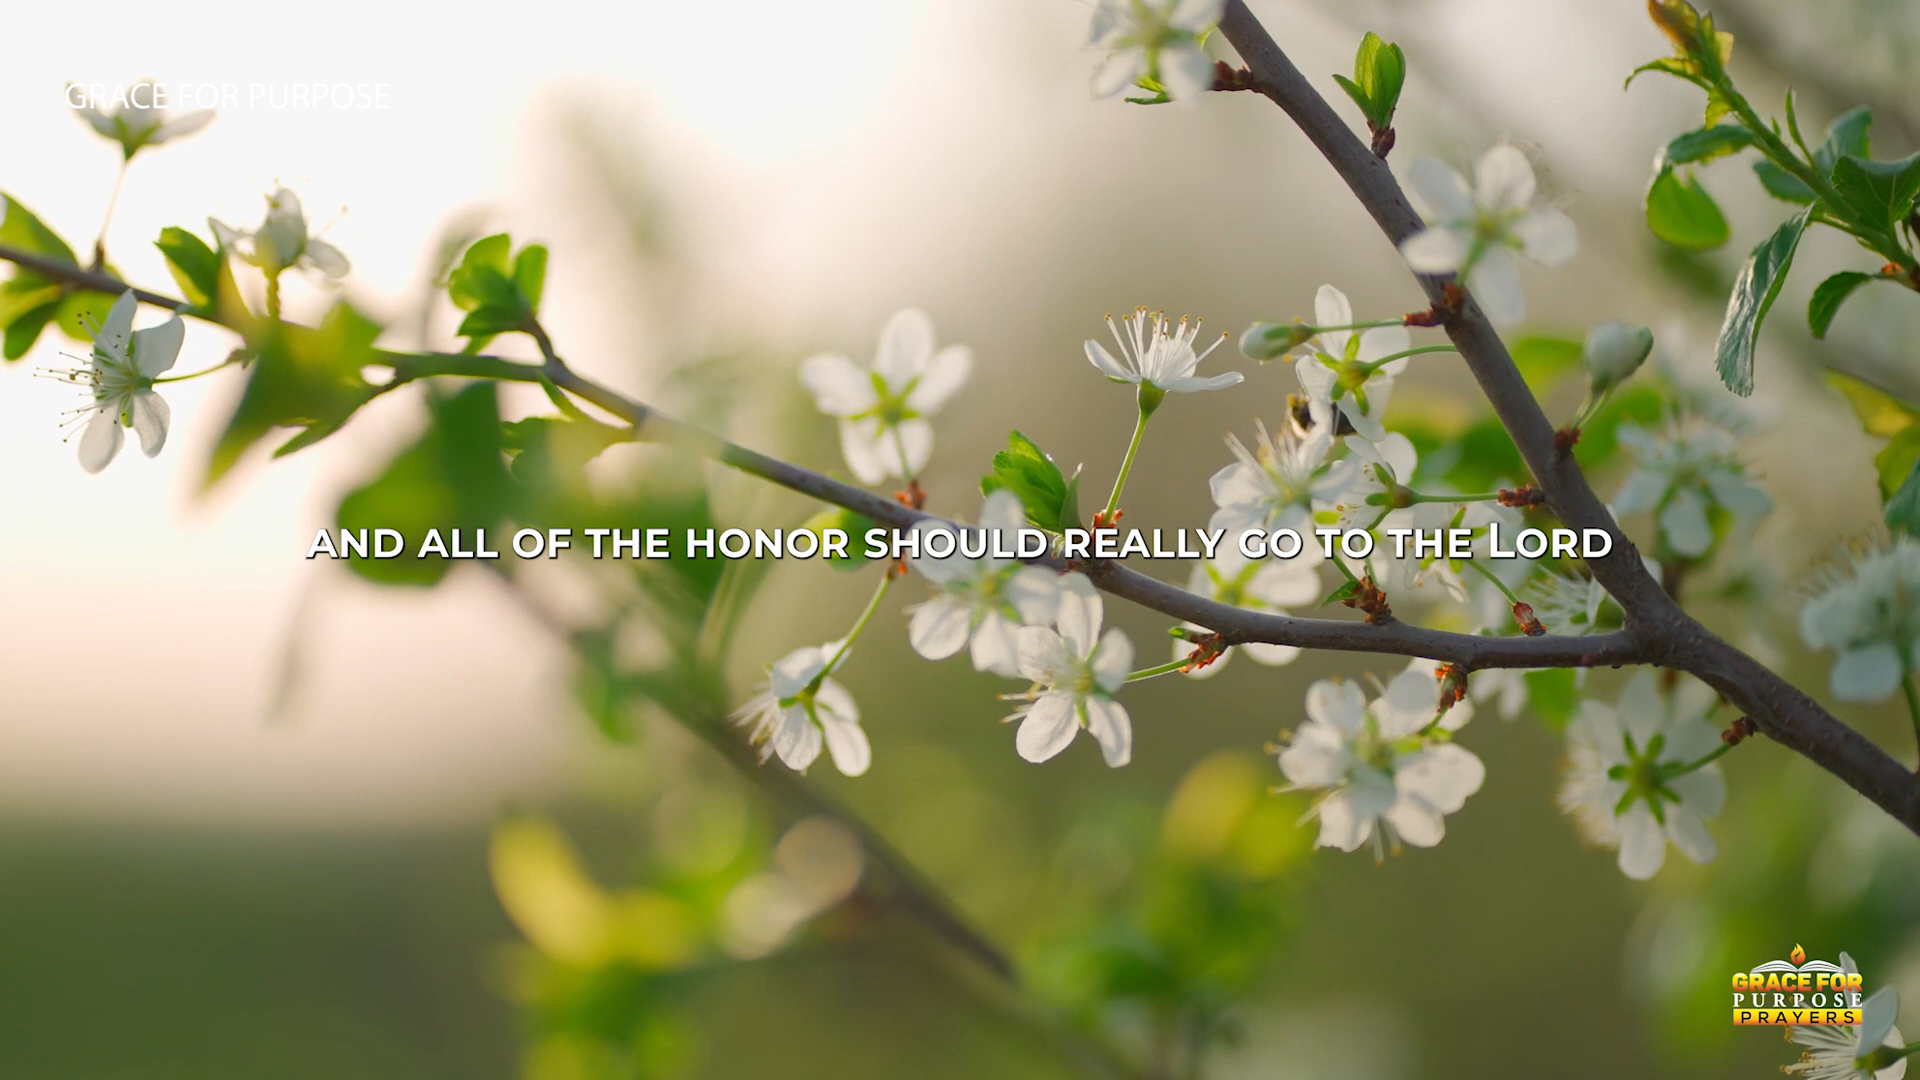 GRACE FOR PURPOSE
AND ALL OF THE HONOR SHOULD REALLY GO TO THE LORD
GRACE FOR
PURPOSE
PRAYERS